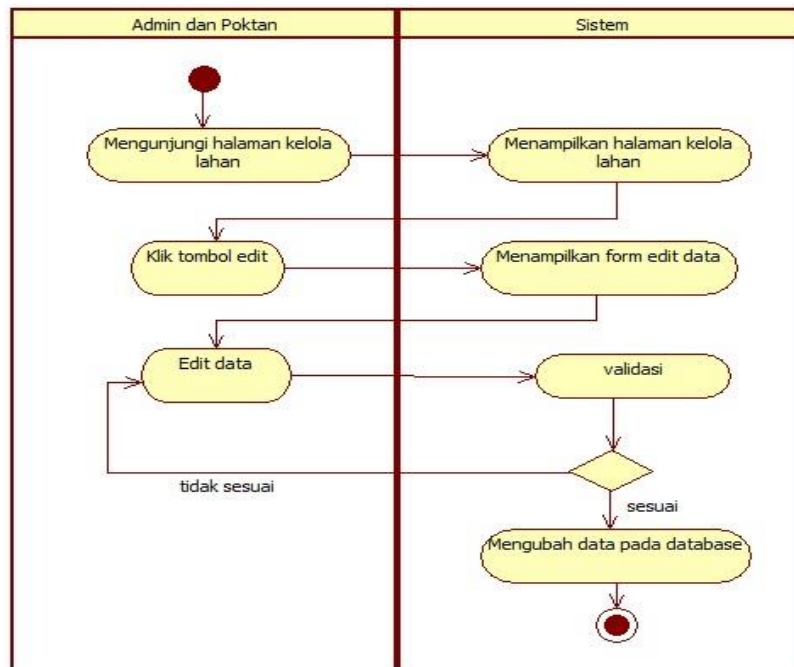 Admin dan Poktan
Sistem
Mengunjungi halaman kelola
lahan
Menampilkan halaman kelola
lahan
Klik tombol edit
Menampilkan form edit data
Edit data
validasi
tidak sesuai
sesuai
Mengubah data pada database